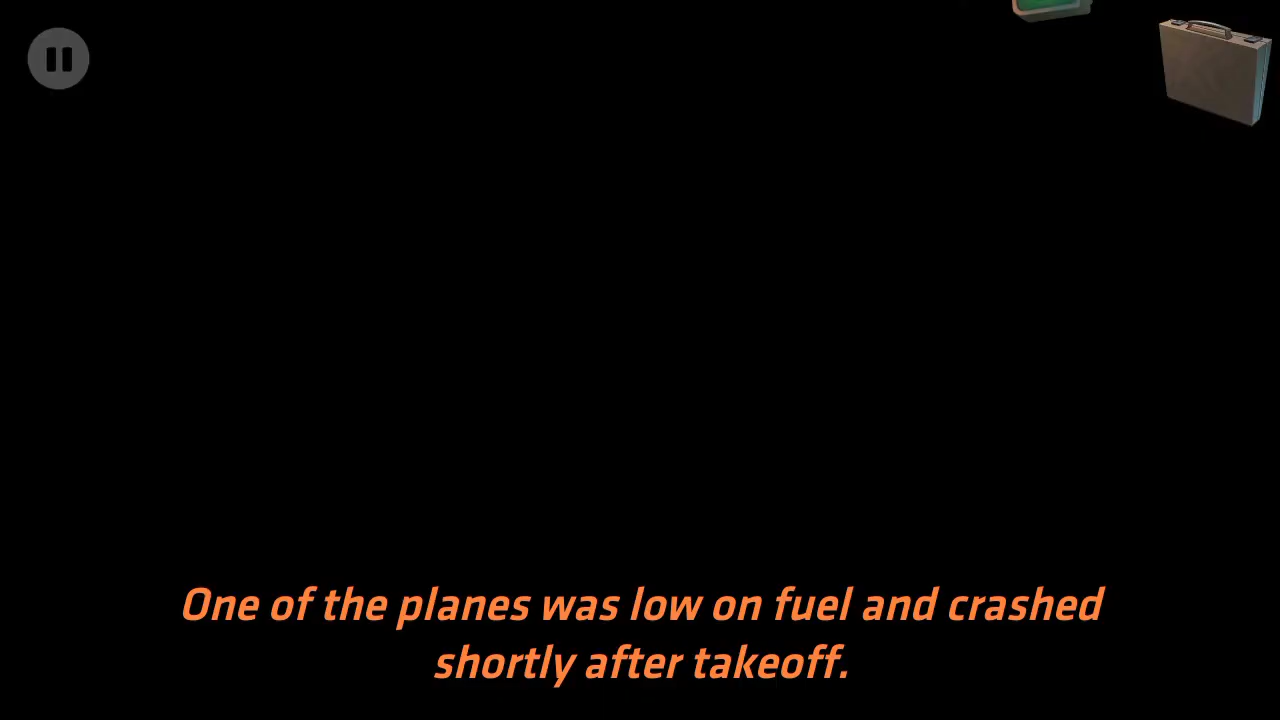 One of the planes was low on fuel and crashed
shortly after takeoff.